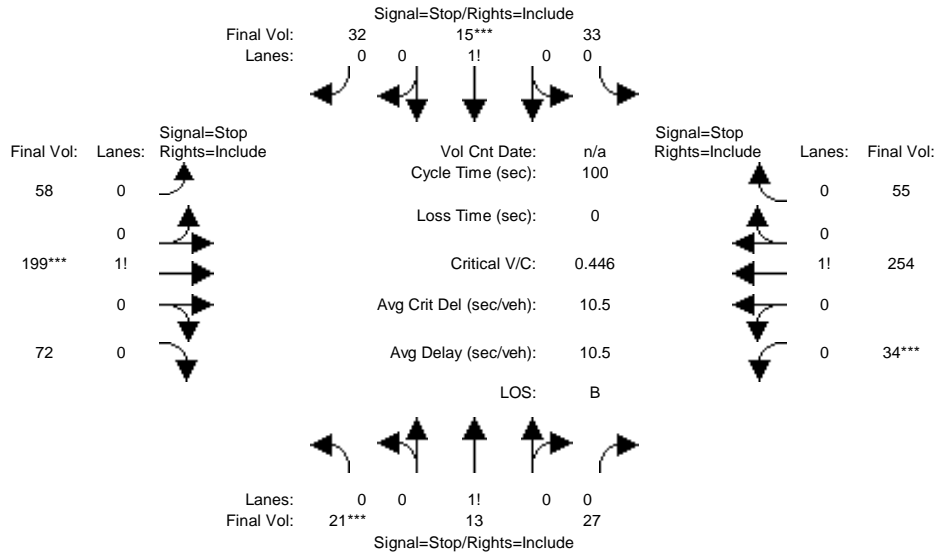 Signal=Stop/Rights=Include
Final Vol: 32 15*** 33
Lanes: 0 0 1! 0 0
Signal=Stop Signal=Stop
Final Vol: Lanes: Rights=Include Vol Cnt Date: n/a Rights=Include Lanes: Final Vol:
Cycle Time (sec): 100
58 0 0 55
Loss Time (sec): 0
0 0
199*** 1! Critical V/C: 0.446 1! 254
0 Avg Crit Del (sec/veh): 10.5 0
72 0 Avg Delay (sec/veh): 10.5 0 34***
LOS: B
Lanes: 0 0 1! 0 0
Final Vol: 21*** 13 27
Signal=Stop/Rights=Include